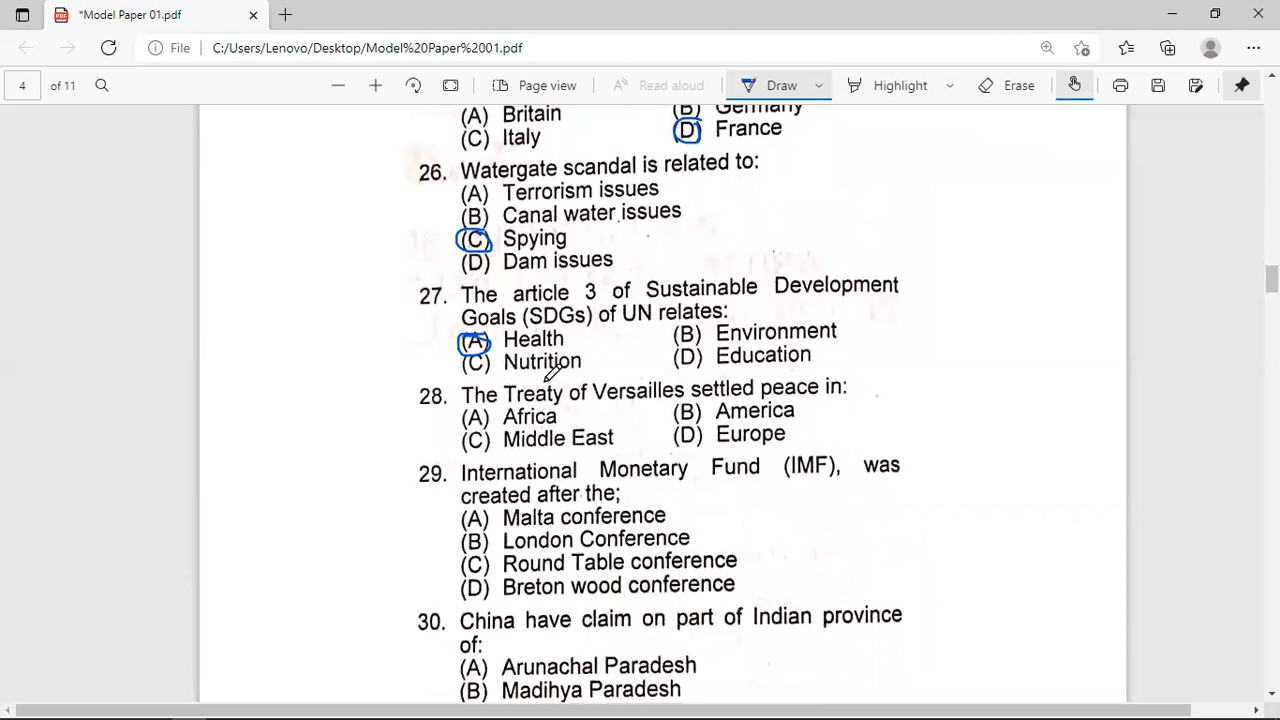 *Model Paper 01.pdf
File C:/Users/Lenovo/Desktop/Model%20Paper%2001.pdf
4 of 11 Page view Read aloud Draw Highlight Erase
(A) Britain (B) Germany
(C) Italy (D) France
26. Watergate scandal is related to:
(A) Terrorism issues
(B) Canal water issues
(C) Spying
(D) Dam issues
27. The article 3 of Sustainable Development
Goals (SDGs) of UN relates:
(A) Health (B) Environment
(C) Nutrition (D) Education
28. The Treaty of Versailles settled peace in:
(A) Africa (B) America
(C) Middle East (D) Europe
29. International Monetary Fund (IMF), was
created after the;
(A) Malta conference
(B) London Conference
(C) Round Table conference
(D) Breton wood conference
30. China have claim on part of Indian province
of:
(A) Arunachal Paradesh
(B) Madihya Paradesh